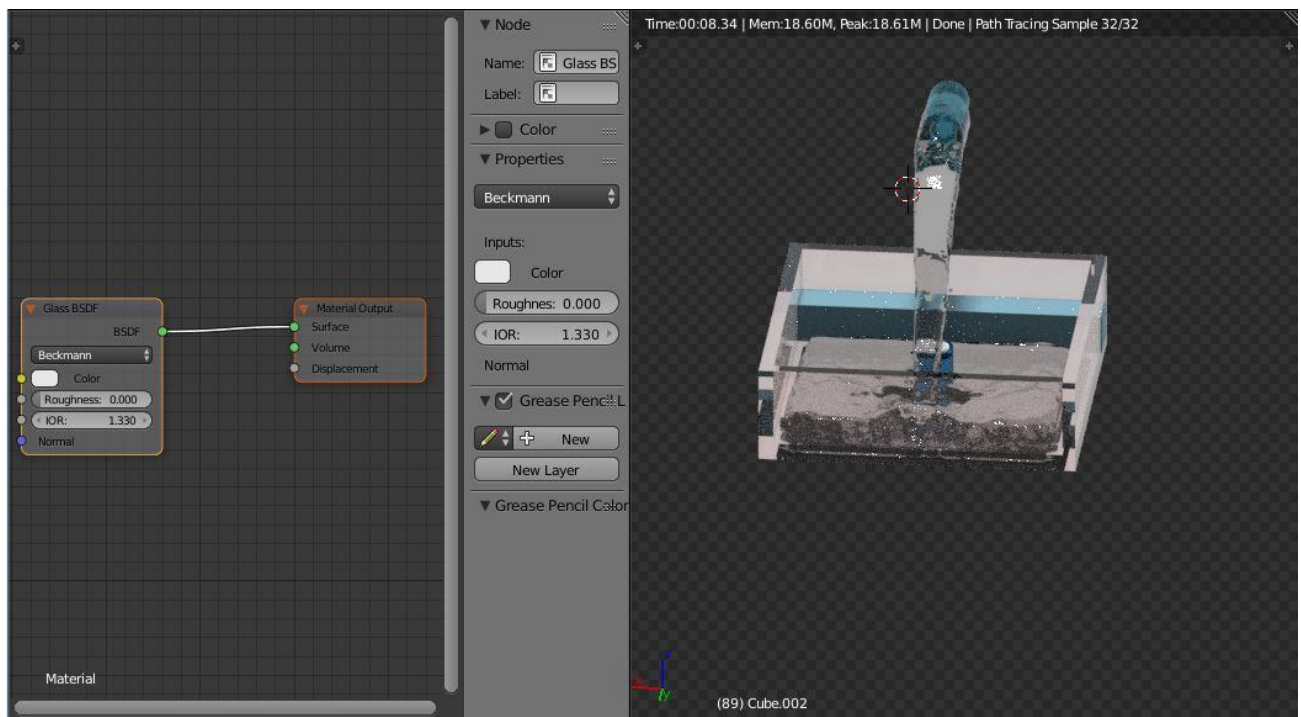 Glass BSDF
BSDF
Beckmann
Color
Roughness: 0.000
IOR: 1.330
Normal
Material Output
Surface
Volume
Displacement
Material
Node
Name: Glass BS
Label:
Color
Properties
Beckmann
Inputs:
Color
Roughnes: 0.000
IOR: 1.330
Normal
Grease Pencil L
New
New Layer
Grease Pencil Color
Time:00:08.34 | Mem:18.60M, Peak:18.61M | Done | Path Tracing Sample 32/32
(89) Cube.002